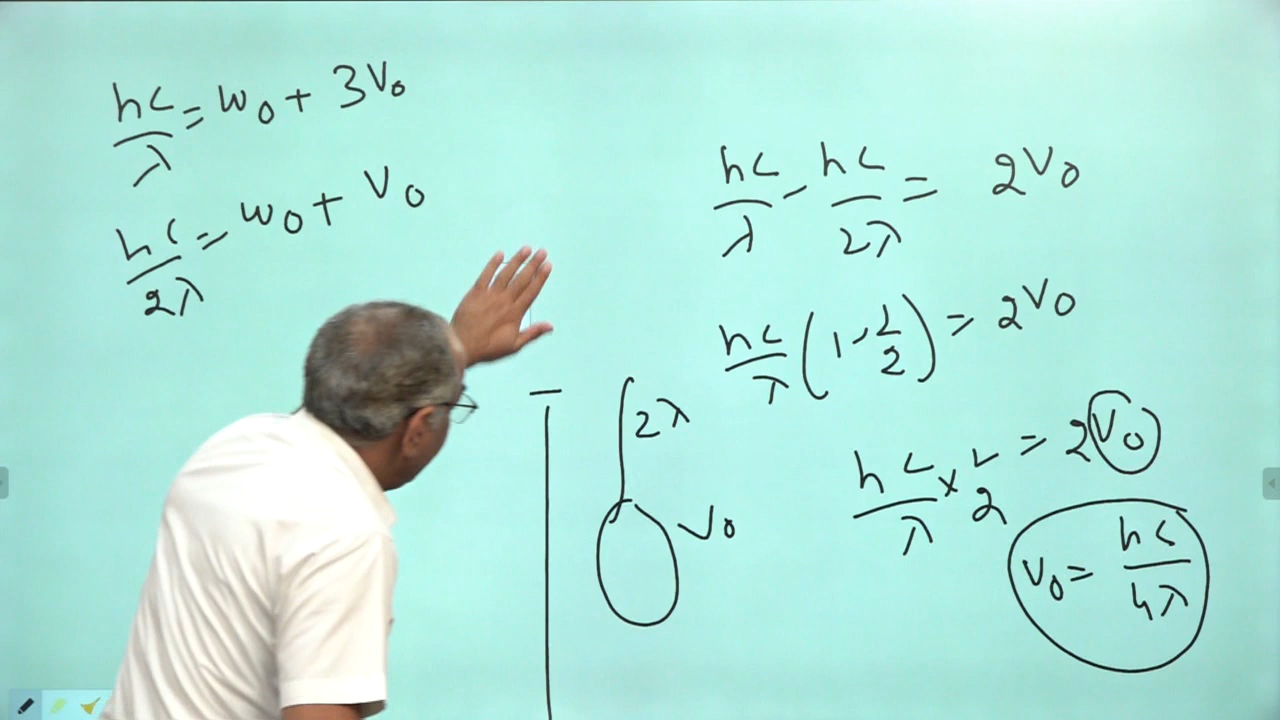 hc/λ = w₀ + 3V₀
hc/2λ = w₀ + V₀
hc/λ - hc/2λ = 2V₀
hc/λ (1 - 1/2) = 2V₀
hc/λ × 1/2 = 2V₀
V₀ = hc/4λ
2λ
V₀